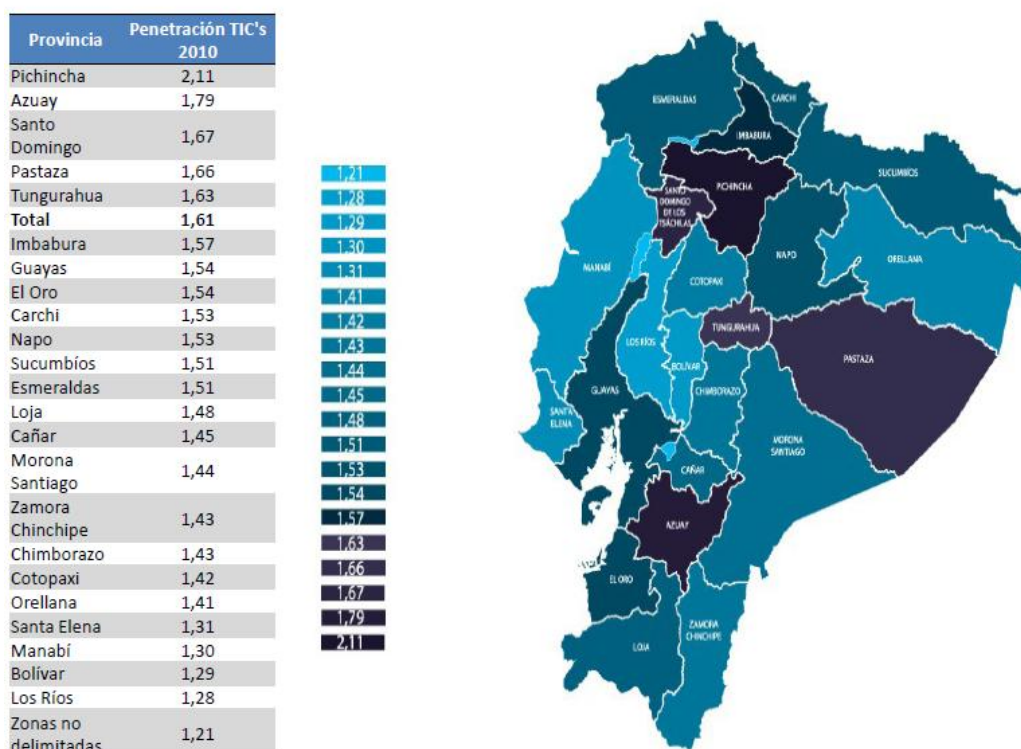 Provincia Penetración TIC's
2010
Pichincha 2,11
Azuay 1,79
Santo
Domingo 1,67
Pastaza 1,66
Tungurahua 1,63
Total 1,61
Imbabura 1,57
Guayas 1,54
El Oro 1,54
Carchi 1,53
Napo 1,53
Sucumbíos 1,51
Esmeraldas 1,51
Loja 1,48
Cañar 1,45
Morona
Santiago 1,44
Zamora
Chinchipe 1,43
Chimborazo 1,43
Cotopaxi 1,42
Orellana 1,41
Santa Elena 1,31
Manabí 1,30
Bolívar 1,29
Los Ríos 1,28
Zonas no
delimitadas 1,21
1,21
1,28
1,29
1,30
1,31
1,41
1,42
1,43
1,44
1,45
1,48
1,51
1,53
1,54
1,57
1,63
1,66
1,67
1,79
2,11
ESMERALDAS
CARCHI
IMBABURA
SUCUMBÍOS
PICHINCHA
SANTO
DOMINGO
DE LOS
TSÁCHILAS
NAPO
ORELLANA
MANABÍ
COTOPAXI
TUNGURAHUA
LOS RÍOS
PASTAZA
BOLÍVAR
GUAYAS
CHIMBORAZO
SANTA
ELENA
MORONA
SANTIAGO
CAÑAR
AZUAY
EL ORO
ZAMORA
CHINCHIPE
LOJA